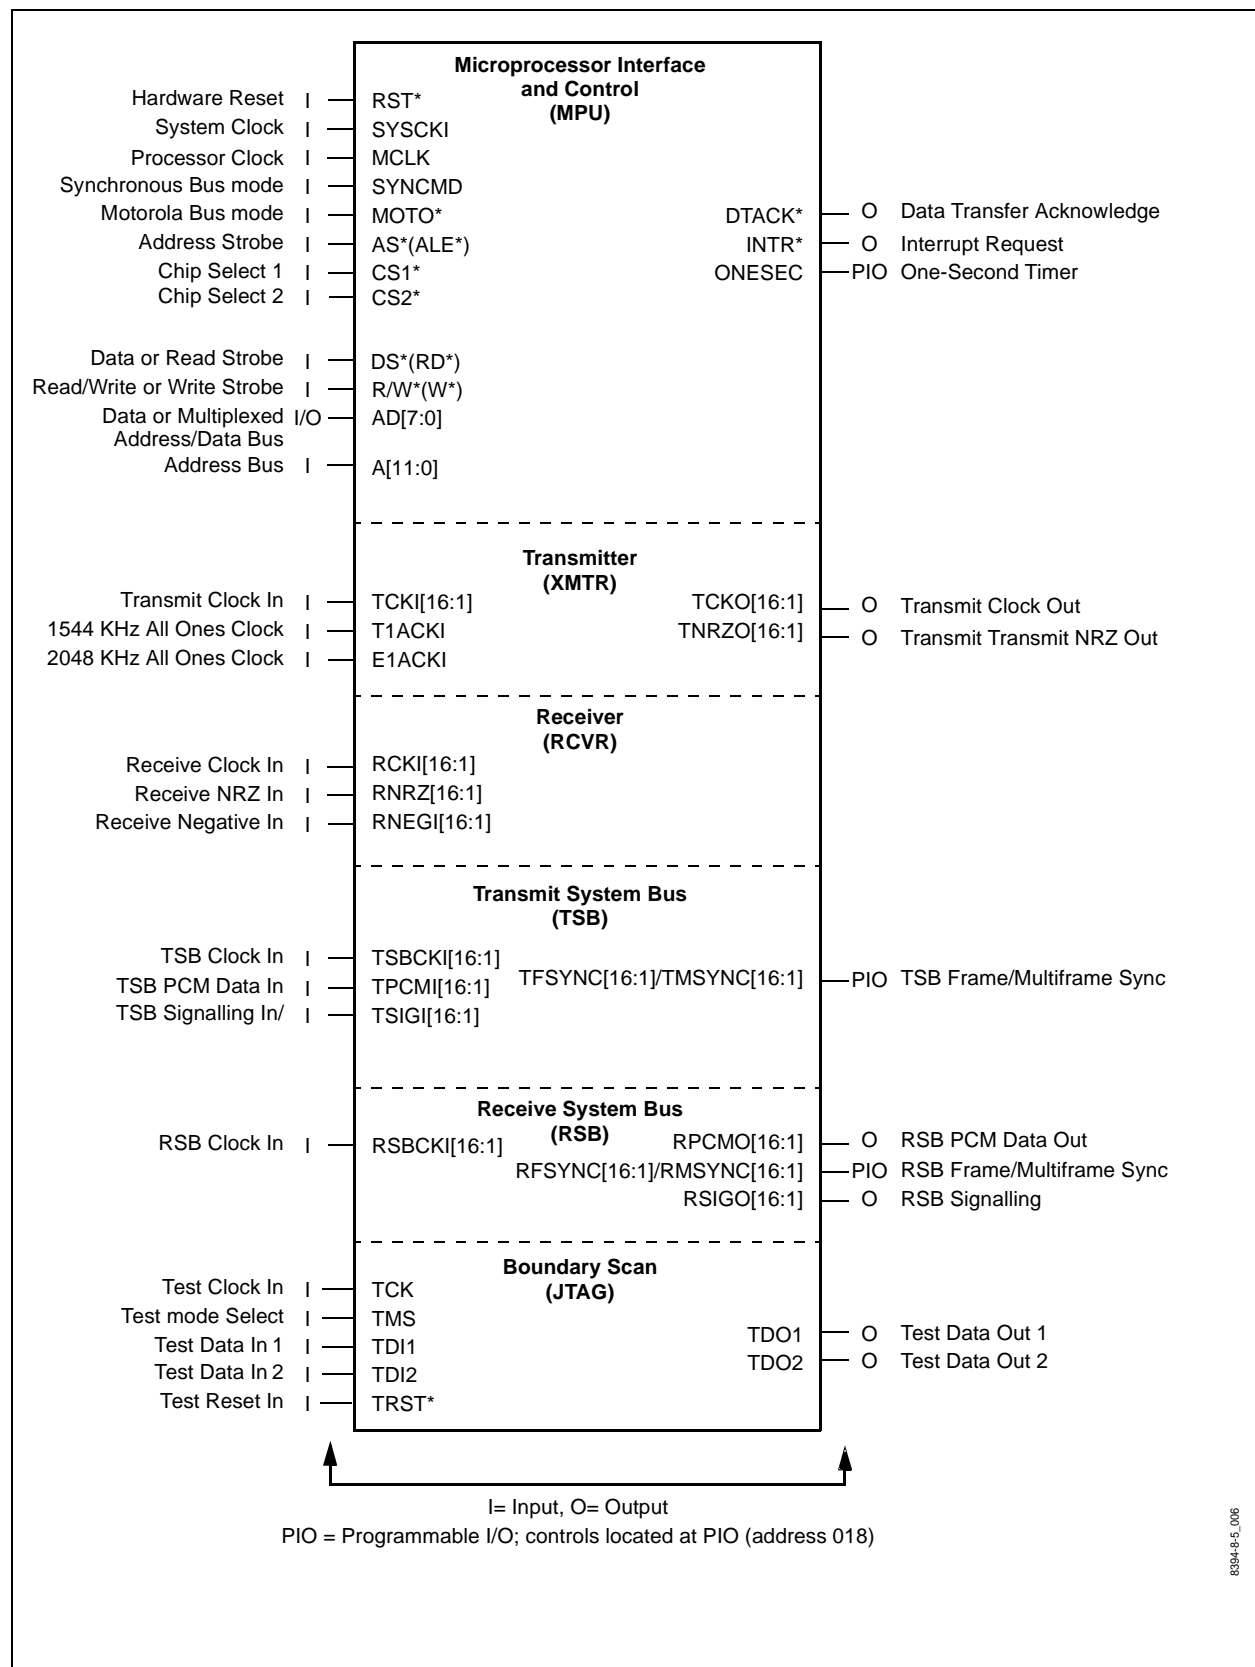 Microprocessor Interface
and Control
(MPU)
Hardware Reset I RST*
System Clock I SYSCKI
Processor Clock I MCLK
Synchronous Bus mode I SYNCMD
Motorola Bus mode I MOTO* DTACK* O Data Transfer Acknowledge
Address Strobe I AS*(ALE*) INTR* O Interrupt Request
Chip Select 1 I CS1* ONESEC PIO One-Second Timer
Chip Select 2 I CS2*
Data or Read Strobe I DS*(RD*)
Read/Write or Write Strobe I R/W*(W*)
Data or Multiplexed I/O AD[7:0]
Address/Data Bus
Address Bus I A[11:0]
Transmitter
(XMTR)
Transmit Clock In I TCKI[16:1] TCKO[16:1] O Transmit Clock Out
1544 KHz All Ones Clock I T1ACKI TNRZO[16:1] O Transmit Transmit NRZ Out
2048 KHz All Ones Clock I E1ACKI
Receiver
(RCVR)
Receive Clock In I RCKI[16:1]
Receive NRZ In I RNRZ[16:1]
Receive Negative In I RNEGI[16:1]
Transmit System Bus
(TSB)
TSB Clock In I TSBCKI[16:1]
TSB PCM Data In I TPCMI[16:1] TFSYNC[16:1]/TMSYNC[16:1] PIO TSB Frame/Multiframe Sync
TSB Signalling In/ I TSIGI[16:1]
Receive System Bus
(RSB)
RSB Clock In I RSBCKI[16:1] RPCMO[16:1] O RSB PCM Data Out
RFSYNC[16:1]/RMSYNC[16:1] PIO RSB Frame/Multiframe Sync
RSIGO[16:1] O RSB Signalling
Boundary Scan
(JTAG)
Test Clock In I TCK
Test mode Select I TMS
Test Data In 1 I TDI1 TDO1 O Test Data Out 1
Test Data In 2 I TDI2 TDO2 O Test Data Out 2
Test Reset In I TRST*
I= Input, O= Output
PIO = Programmable I/O; controls located at PIO (address 018)
8394-8-5_006